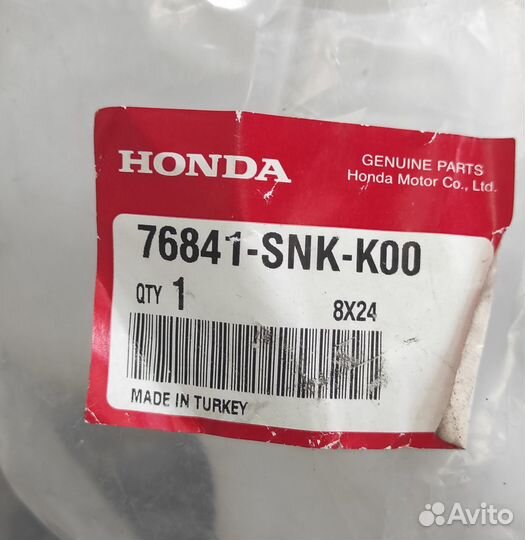 HONDA
GENUINE PARTS
Honda Motor Co., Ltd.
76841-SNK-K00
QTY 1
8X24
MADE IN TURKEY
Avito